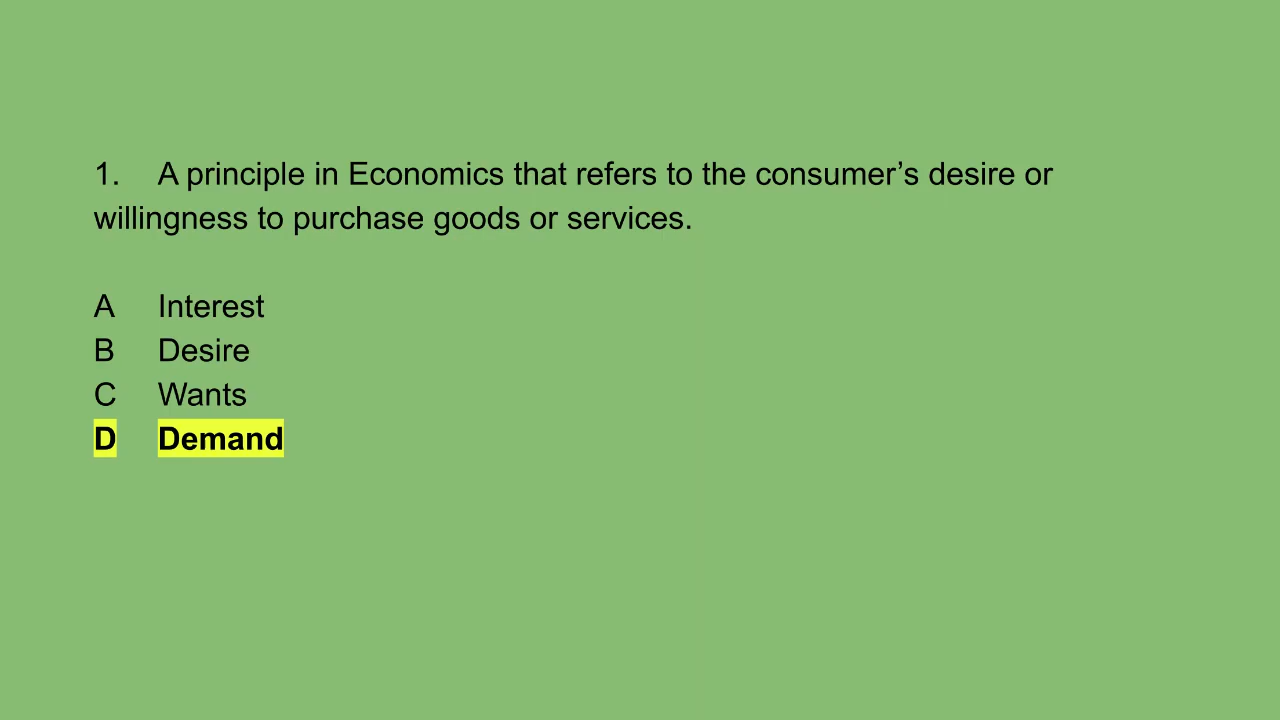 1. A principle in Economics that refers to the consumer’s desire or
willingness to purchase goods or services.
A Interest
B Desire
C Wants
D Demand